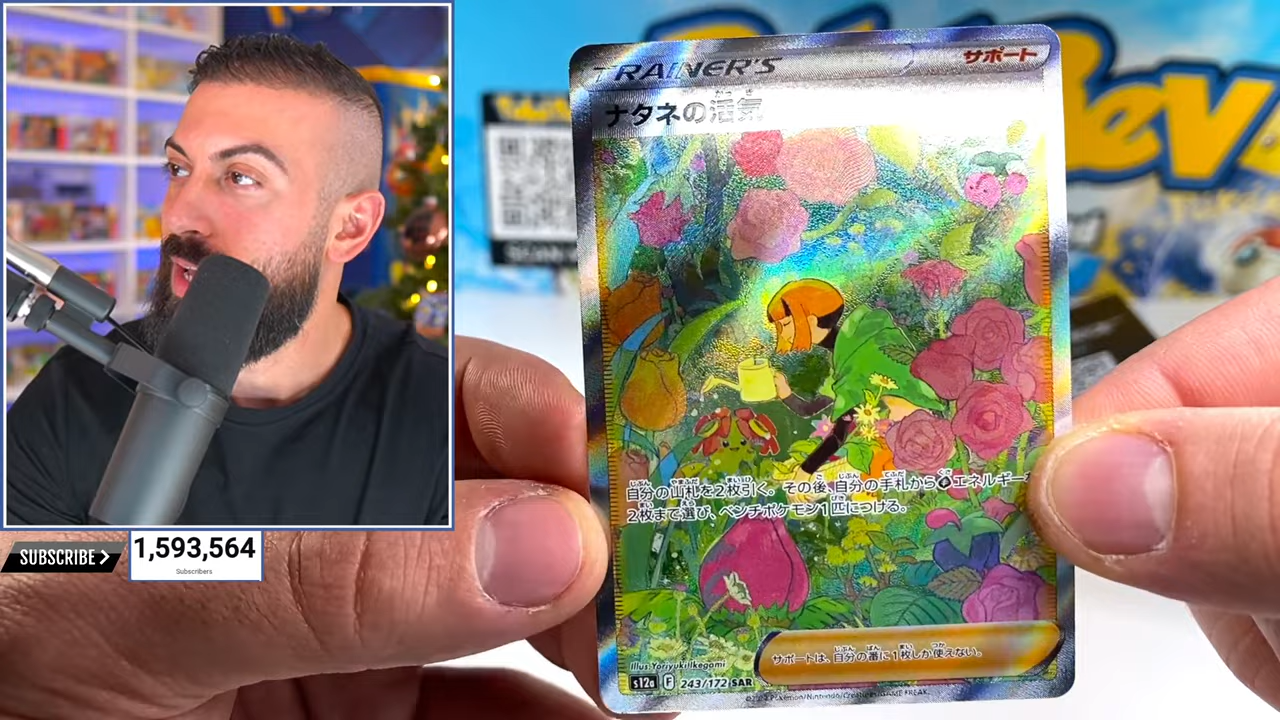 TRAINER'S
サポート
ナタネの活気
自分の山札を2枚引く。その後、自分の手札から エネルギーを
2枚まで選び、ベンチポケモン1匹につける。
サポートは、自分の番に1枚しか使えない。
Illus. Yoriyuki Ikegami
s12a F 243/172 SAR
SUBSCRIBE
1,593,564
Subscribers